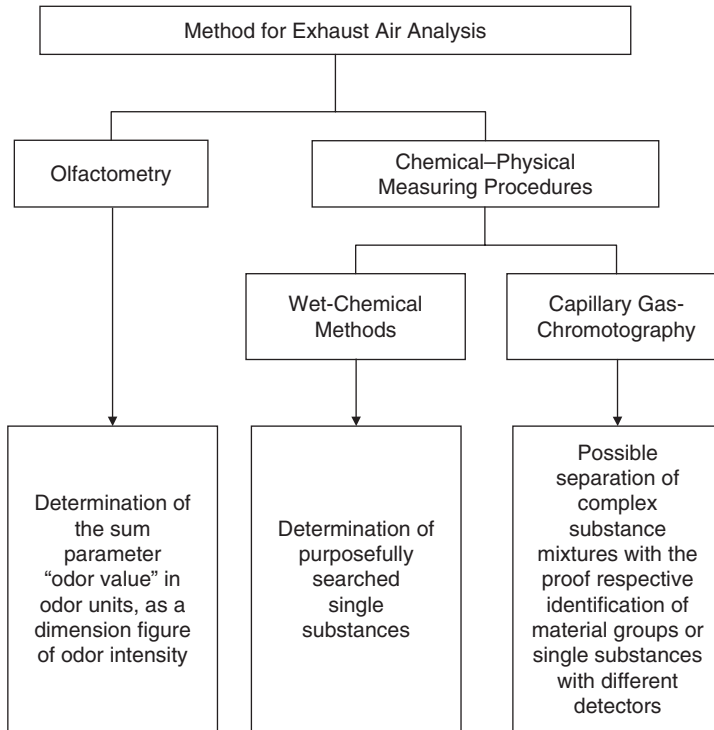 Method for Exhaust Air Analysis
Olfactometry
Chemical–Physical
Measuring Procedures
Wet-Chemical
Methods
Capillary Gas-
Chromotography
Determination of
the sum
parameter
“odor value” in
odor units, as a
dimension figure
of odor intensity
Determination of
purposefully
searched
single
substances
Possible
separation of
complex
substance
mixtures with the
proof respective
identification of
material groups or
single substances
with different
detectors